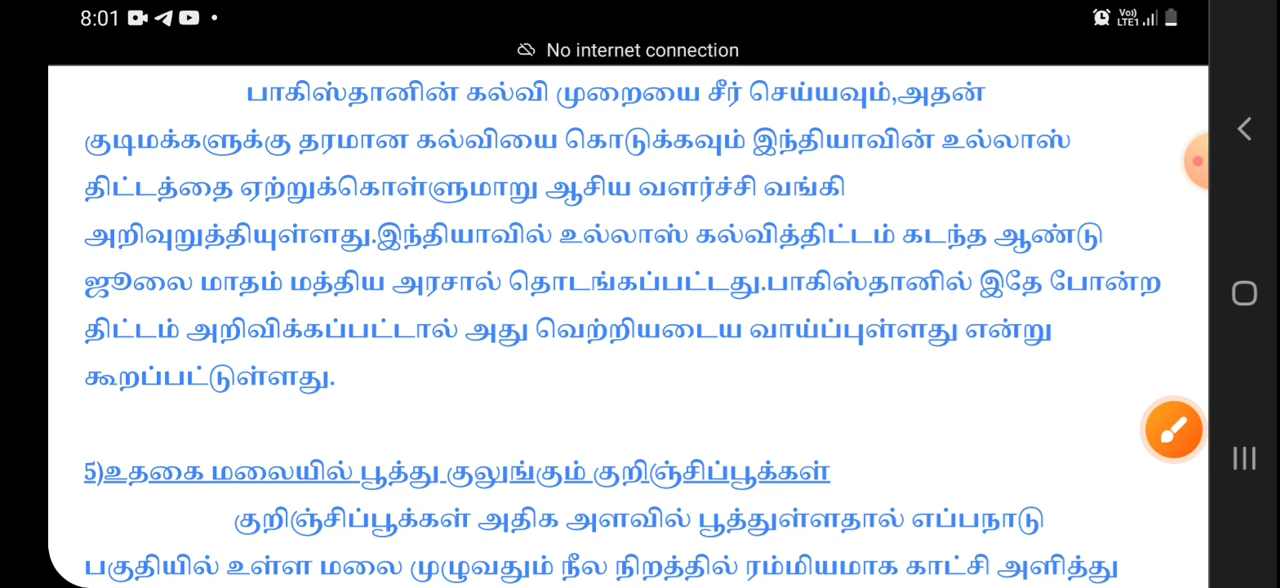 8:01
Vo)) LTE1
No internet connection
பாகிஸ்தானின் கல்வி முறையை சீர் செய்யவும்,அதன்
குடிமக்களுக்கு தரமான கல்வியை கொடுக்கவும் இந்தியாவின் உல்லாஸ்
திட்டத்தை ஏற்றுக்கொள்ளுமாறு ஆசிய வளர்ச்சி வங்கி
அறிவுறுத்தியுள்ளது.இந்தியாவில் உல்லாஸ் கல்வித்திட்டம் கடந்த ஆண்டு
ஜூலை மாதம் மத்திய அரசால் தொடங்கப்பட்டது.பாகிஸ்தானில் இதே போன்ற
திட்டம் அறிவிக்கப்பட்டால் அது வெற்றியடைய வாய்ப்புள்ளது என்று
கூறப்பட்டுள்ளது.
5)உதகை மலையில் பூத்து குலுங்கும் குறிஞ்சிப்பூக்கள்
குறிஞ்சிப்பூக்கள் அதிக அளவில் பூத்துள்ளதால் எப்பநாடு
பகுதியில் உள்ள மலை முழுவதும் நீல நிறத்தில் ரம்மியமாக காட்சி அளித்து